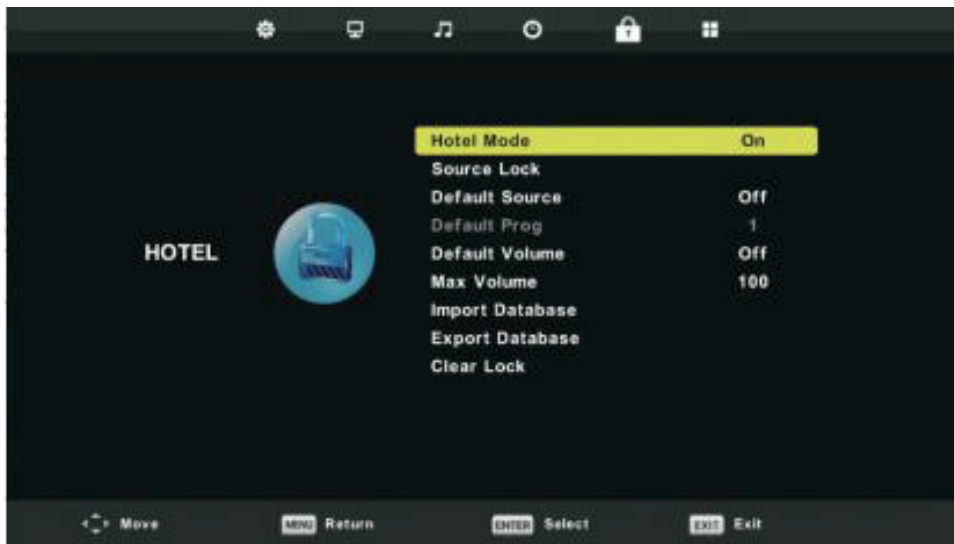 Hotel Mode On
Source Lock
Default Source Off
Default Prog 1
HOTEL
Default Volume Off
Max Volume 100
Import Database
Export Database
Clear Lock
Move MENU Return ENTER Select EXIT Exit